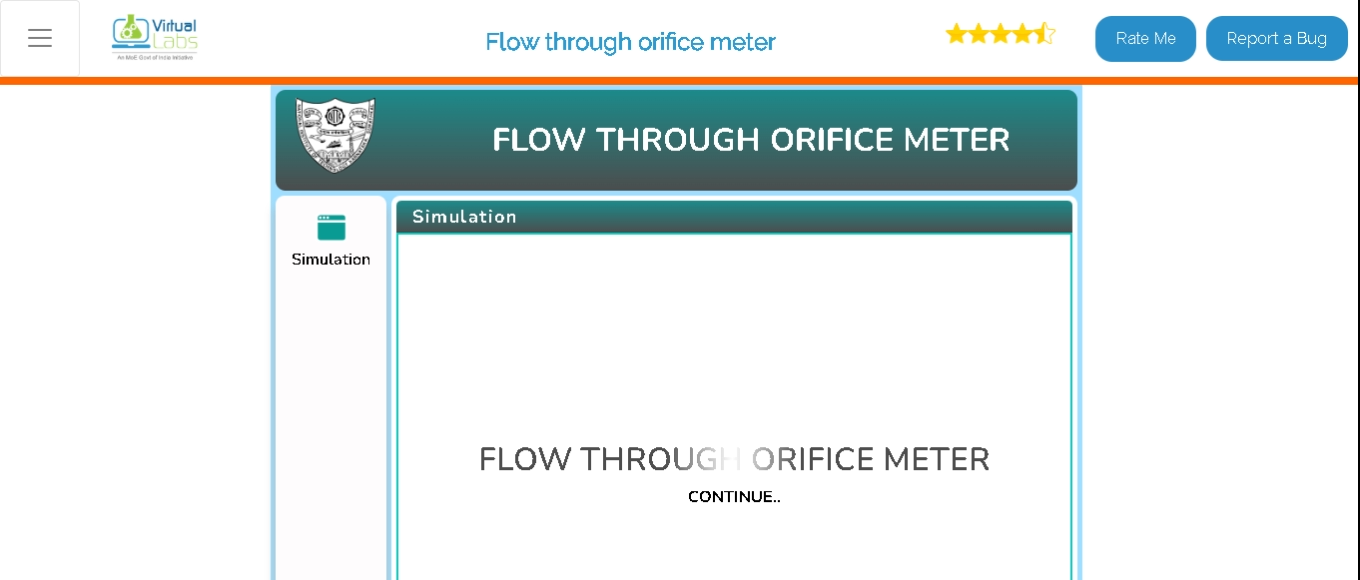 Virtual
Labs
An MoE Govt of India Initiative
Flow through orifice meter
Rate Me
Report a Bug
FLOW THROUGH ORIFICE METER
Simulation
Simulation
FLOW THROUGH ORIFICE METER
CONTINUE..